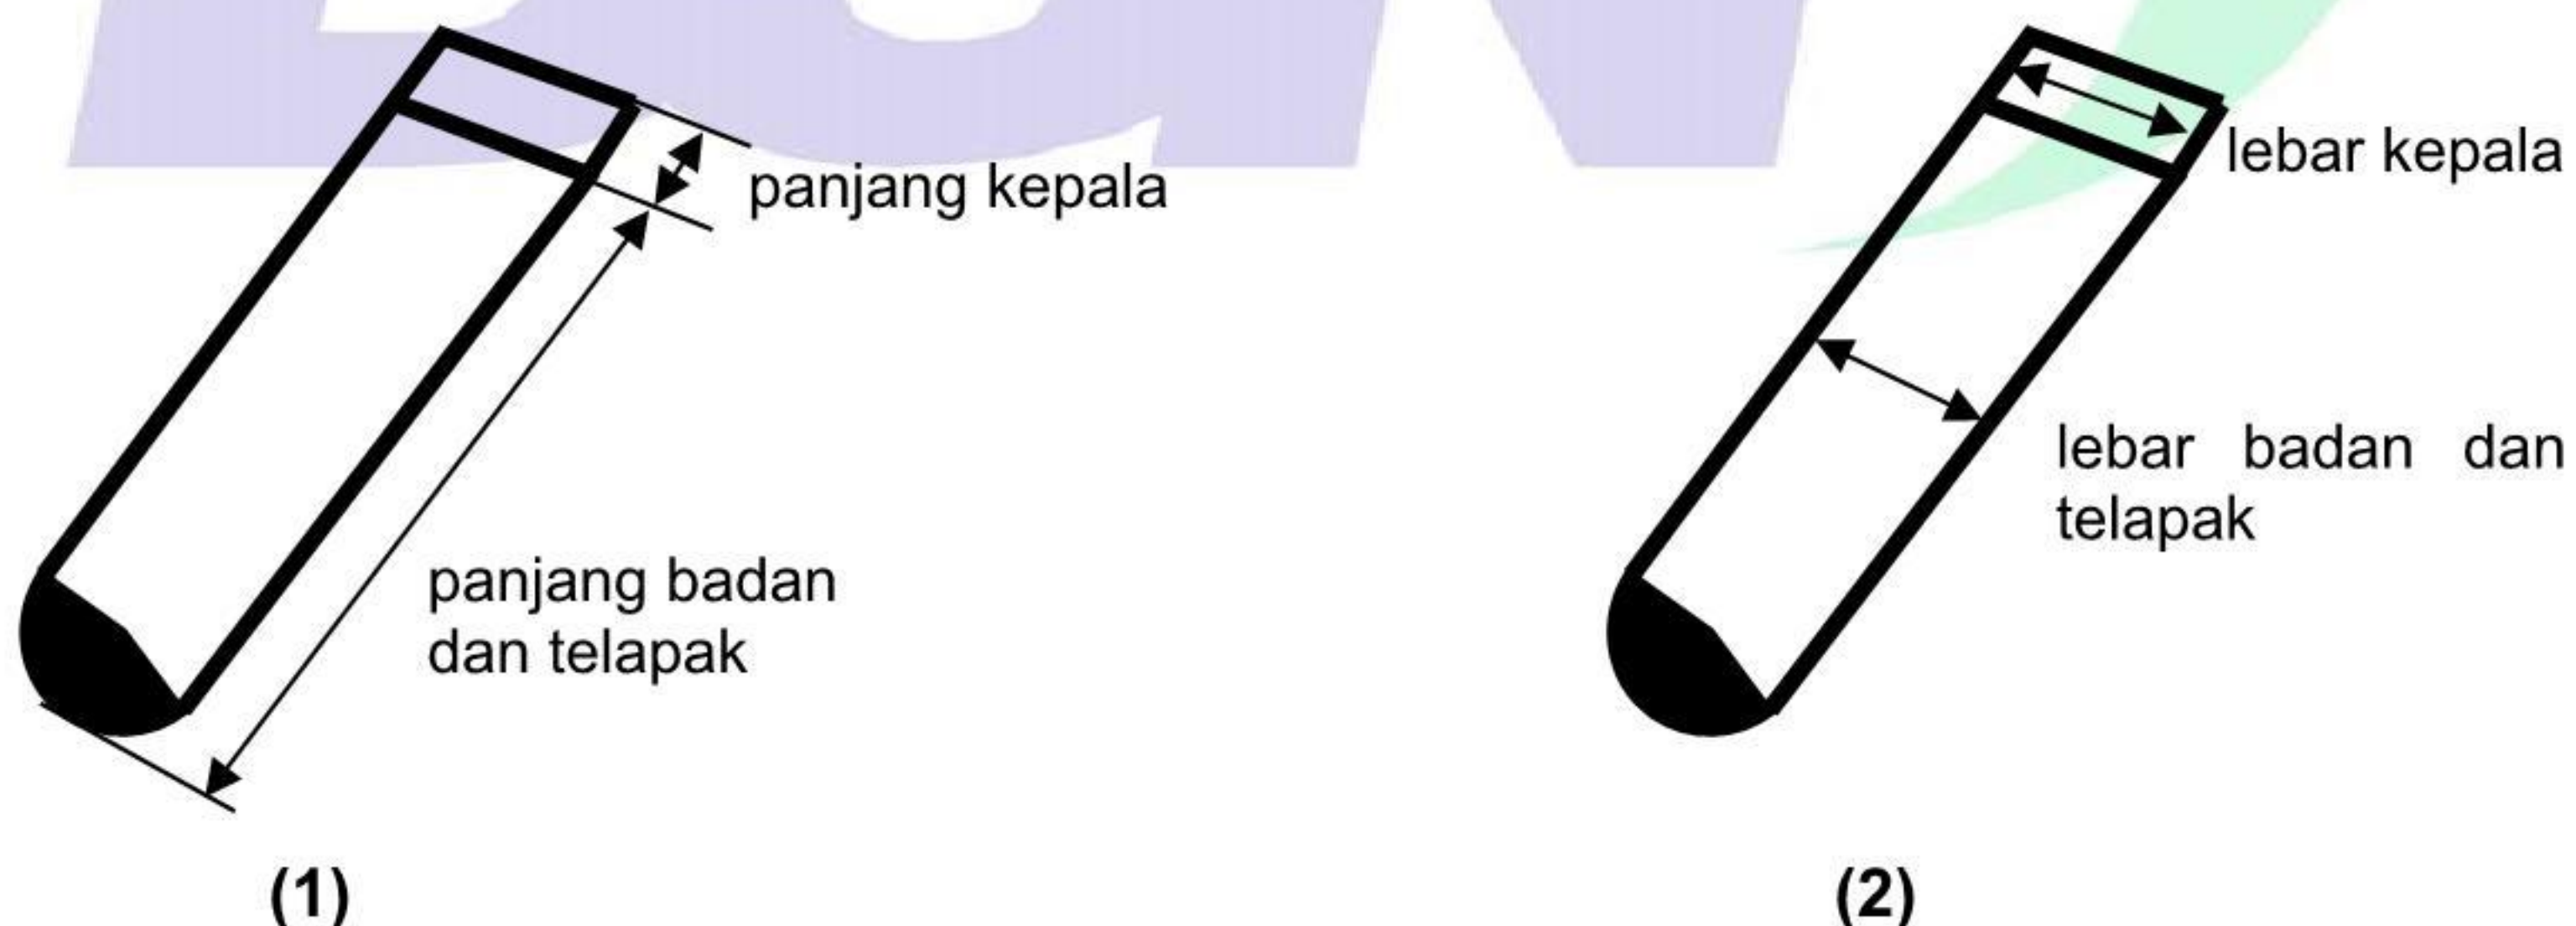 panjang kepala
lebar kepala
lebar badan dan
telapak
panjang badan
dan telapak
(1)
(2)